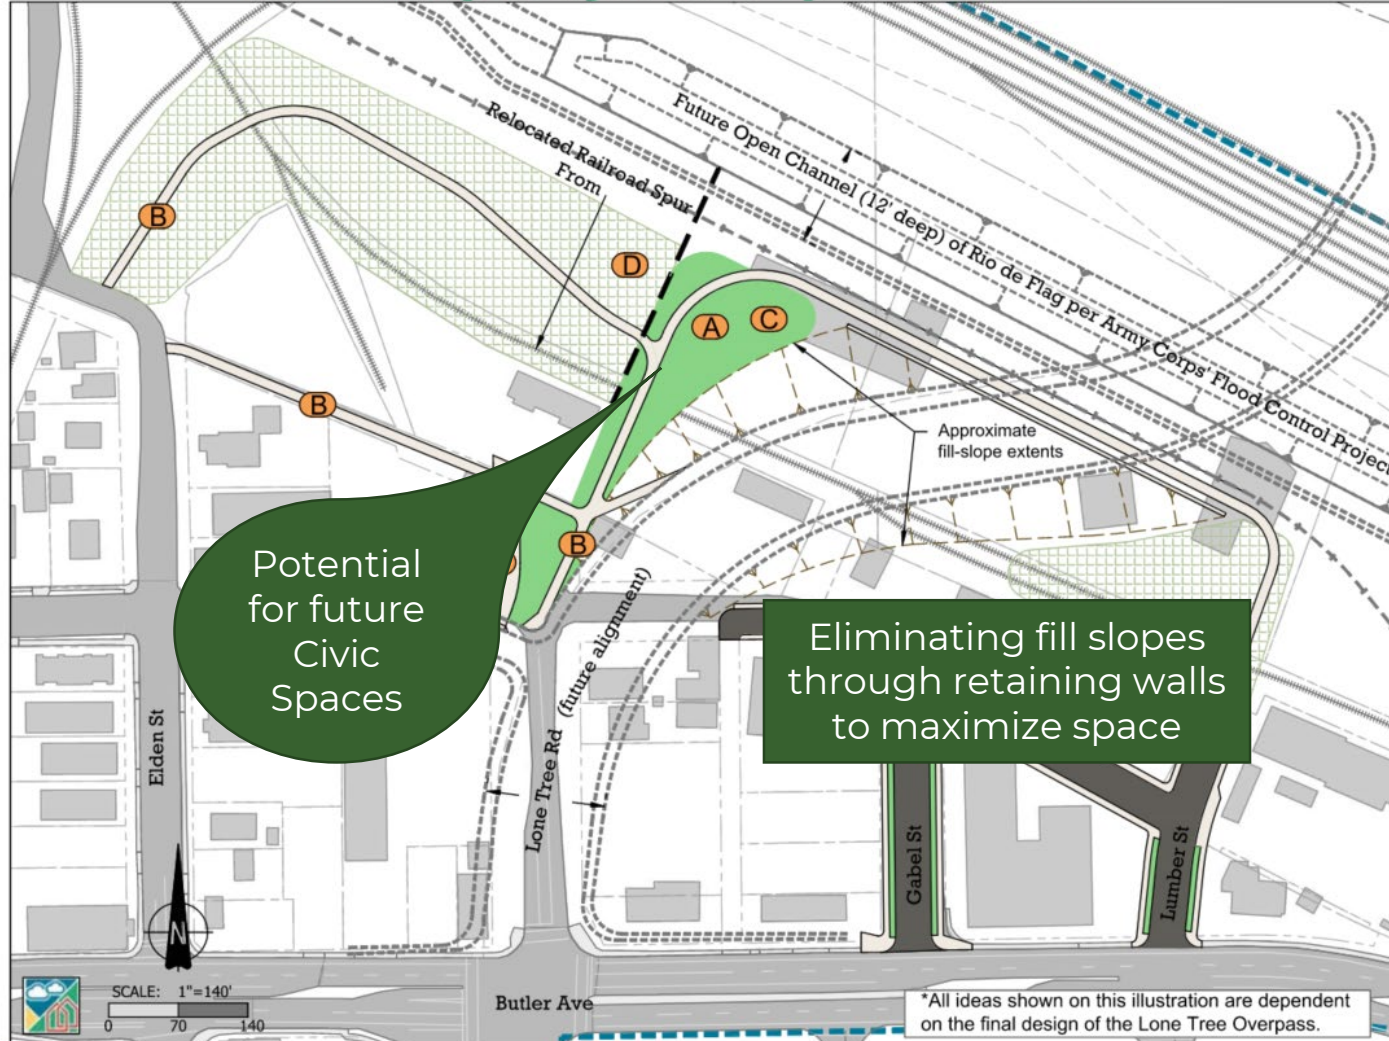 Future Open Channel (12' deep) of Rio de Flag per Army Corps' Flood Control Project
Relocated Railroad Spur
From
B
D
A
C
B
Approximate
fill-slope extents
B
Potential
for future
Civic
Spaces
Eliminating fill slopes
through retaining walls
to maximize space
Elden St
Lone Tree Rd (future alignment)
Gabel St
Lumber St
N
SCALE: 1"=140'
0 70 140
Butler Ave
*All ideas shown on this illustration are dependent
on the final design of the Lone Tree Overpass.